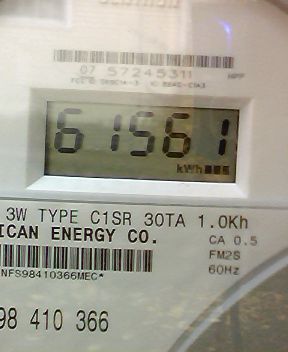 07 57245311
61561
kWh
3W TYPE C1SR 30TA 1.0Kh
ICAN ENERGY CO.
CA 0.5
FM2S
60Hz
NFS98410366MEC*
98 410 366